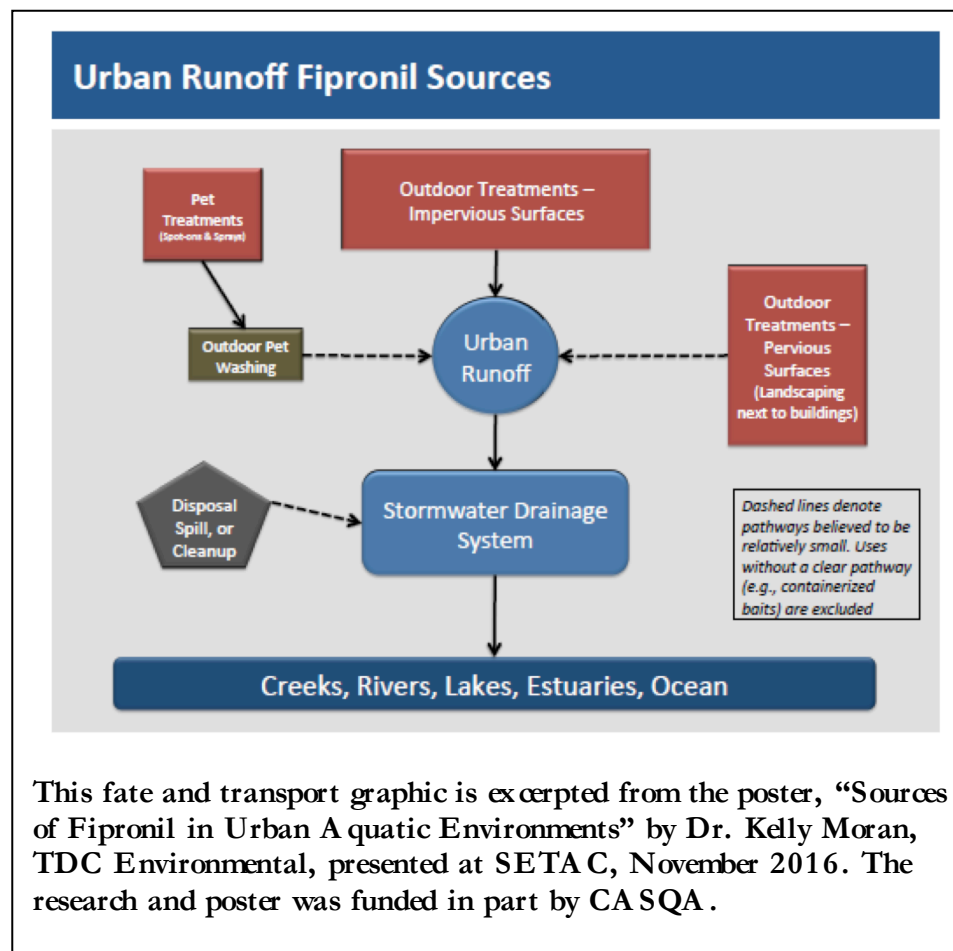 Urban Runoff Fipronil Sources
Pet
Treatments
(Spot-ons & Sprays)
Outdoor Treatments –
Impervious Surfaces
Outdoor Pet
Washing
Urban
Runoff
Outdoor
Treatments –
Pervious
Surfaces
(Landscaping
next to buildings)
Disposal
Spill, or
Cleanup
Stormwater Drainage
System
Dashed lines denote
pathways believed to be
relatively small. Uses
without a clear pathway
(e.g., containerized
baits) are excluded
Creeks, Rivers, Lakes, Estuaries, Ocean
This fate and transport graphic is excerpted from the poster, “Sources
of Fipronil in Urban Aquatic Environments” by Dr. Kelly Moran,
TDC Environmental, presented at SETAC, November 2016. The
research and poster was funded in part by CASQA.